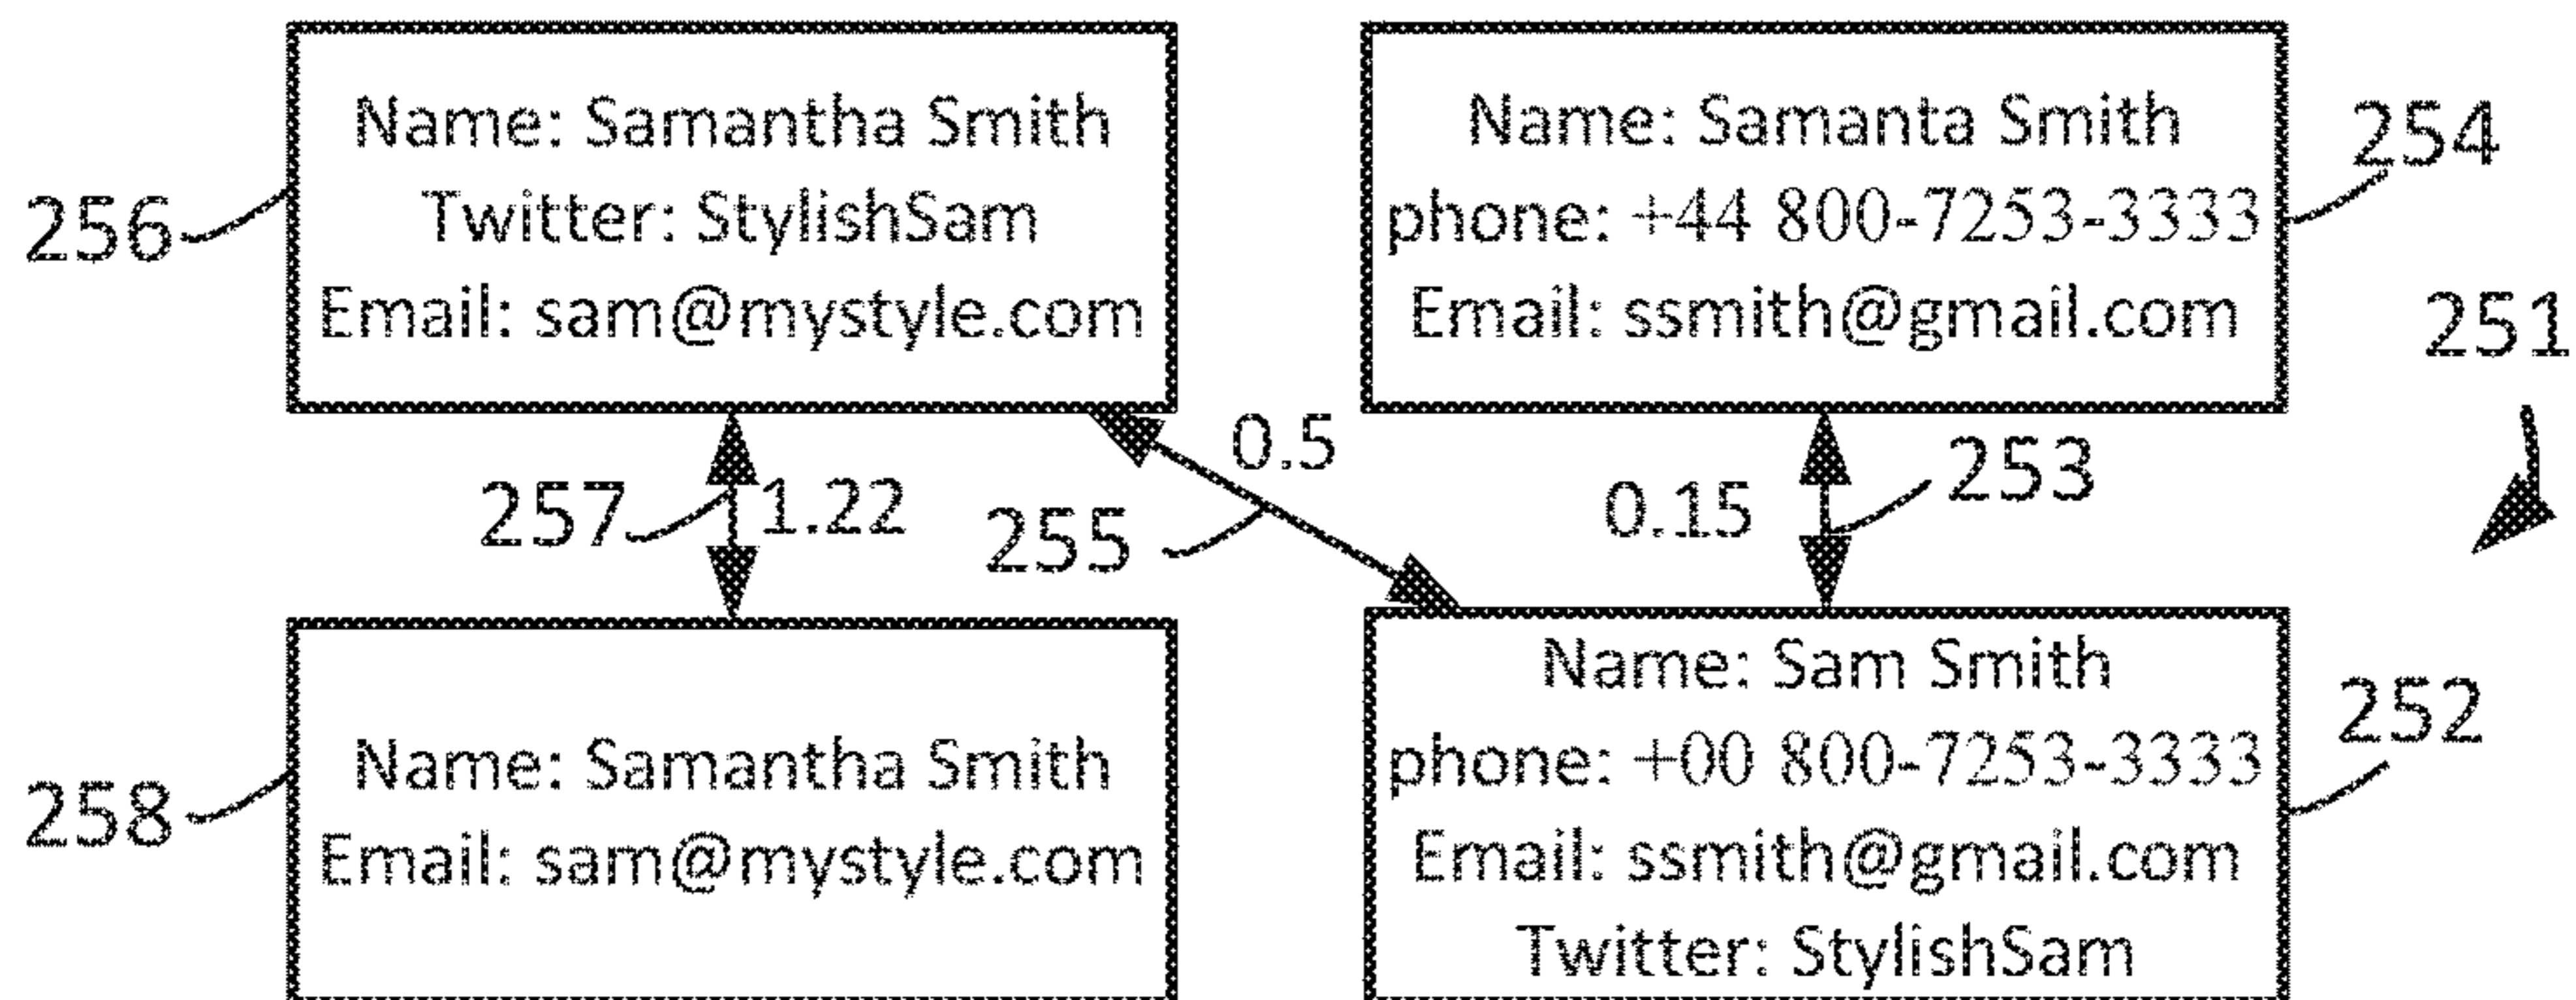 Name: Samantha Smith
Twitter: StylishSam
Email: sam@mystyle.com
256
Name: Samanta Smith
phone: +44 800-7253-3333
Email: ssmith@gmail.com
254
251
257
1.22
255
0.5
0.15
253
Name: Samantha Smith
Email: sam@mystyle.com
258
Name: Sam Smith
phone: +00 800-7253-3333
Email: ssmith@gmail.com
Twitter: StylishSam
252